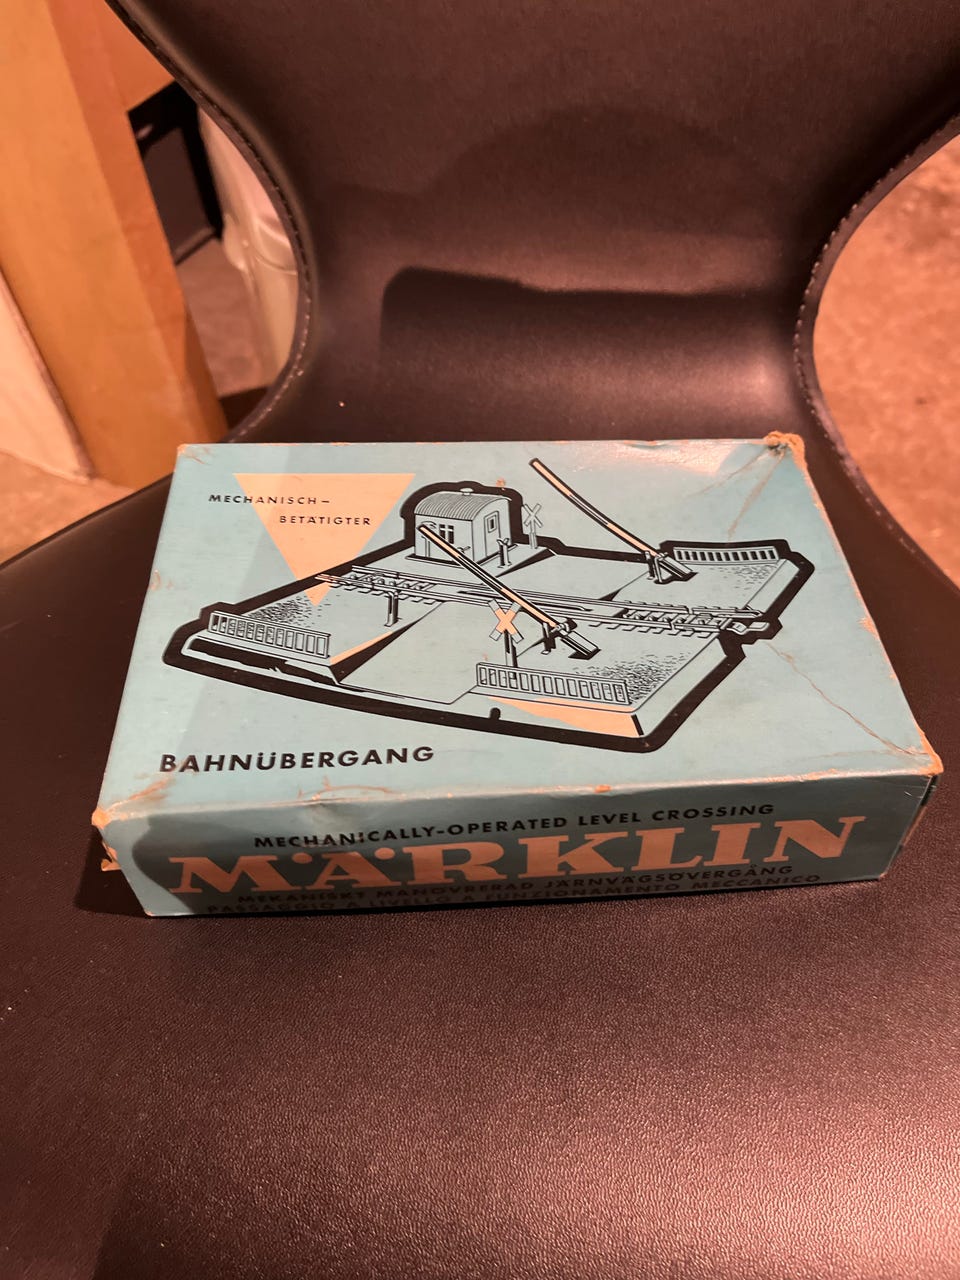 MECHANISCH-
BETÄTIGTER
BAHNÜBERGANG
MECHANICALLY-OPERATED LEVEL CROSSING
MÄRKLIN
MEKANISKT MANÖVRERAD JÄRNVÄGSÖVERGÅNG
PASSAGGIO A LIVELLO A FUNZIONAMENTO MECCANICO